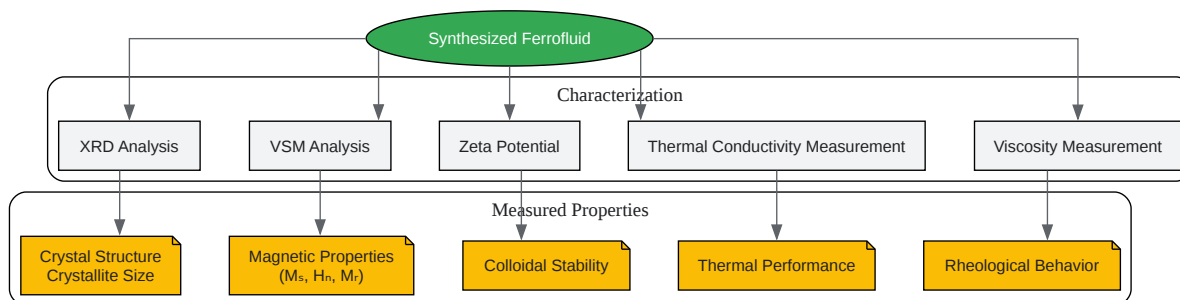 Synthesized Ferrofluid
Characterization
XRD Analysis
VSM Analysis
Zeta Potential
Thermal Conductivity Measurement
Viscosity Measurement
Measured Properties
Crystal Structure
Crystallite Size
Magnetic Properties
(Mₛ, Hₙ, Mᵣ)
Colloidal Stability
Thermal Performance
Rheological Behavior